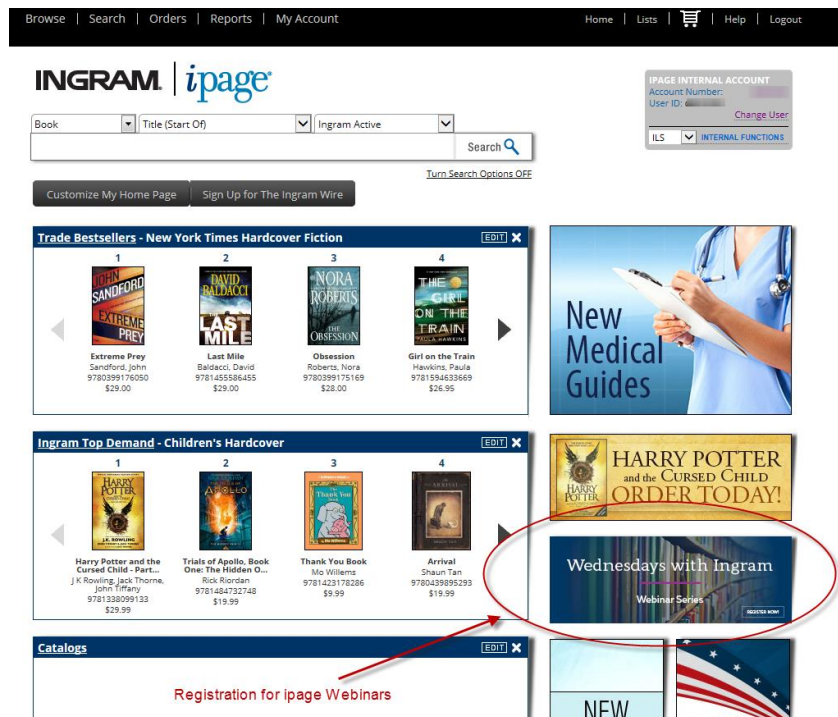 Browse | Search | Orders | Reports | My Account
Home | Lists | | Help | Logout
INGRAM. | ipage®
IPAGE INTERNAL ACCOUNT
Account Number:
User ID:
Change User
ILS INTERNAL FUNCTIONS
Book Title (Start Of) Ingram Active
Search
Turn Search Options OFF
Customize My Home Page Sign Up for The Ingram Wire
Trade Bestsellers - New York Times Hardcover Fiction EDIT X
1 2 3 4
JOHN SANDFORD EXTREME PREY
DAVID BALDACCI LAST MILE
NORA ROBERTS THE OBSESSION
THE GIRL ON THE TRAIN PAULA HAWKINS
Extreme Prey
Sandford, John
9780399176050
$29.00
Last Mile
Baldacci, David
9781455586455
$29.00
Obsession
Roberts, Nora
9780399175169
$28.00
Girl on the Train
Hawkins, Paula
9781594633669
$26.95
New
Medical
Guides
Ingram Top Demand - Children's Hardcover EDIT X
1 2 3 4
HARRY POTTER
J.K. ROWLING
APOLLO
Thank You
Mo Willems
ARRIVAL
Harry Potter and the
Cursed Child - Part...
J K Rowling, Jack Thorne,
John Tiffany
9781338099133
$29.99
Trials of Apollo, Book
One: The Hidden O...
Rick Riordan
9781484732748
$19.99
Thank You Book
Mo Willems
9781423178286
$9.99
Arrival
Shaun Tan
9780439895293
$19.99
HARRY POTTER
HARRY POTTER
and the CURSED CHILD
ORDER TODAY!
Wednesdays with Ingram
Webinar Series
REGISTER NOW!
Catalogs EDIT X
Registration for ipage Webinars
NEW